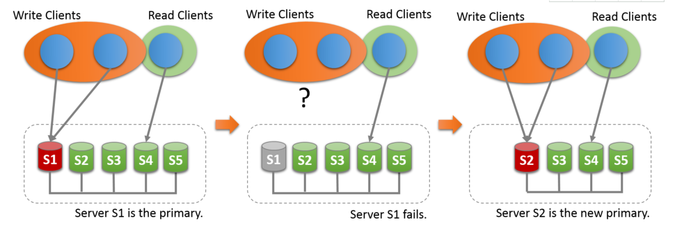 Write Clients Read Clients
S1 S2 S3 S4 S5
Server S1 is the primary.
Write Clients Read Clients
?
S1 S2 S3 S4 S5
Server S1 fails.
Write Clients Read Clients
S2 S3 S4 S5
Server S2 is the new primary.